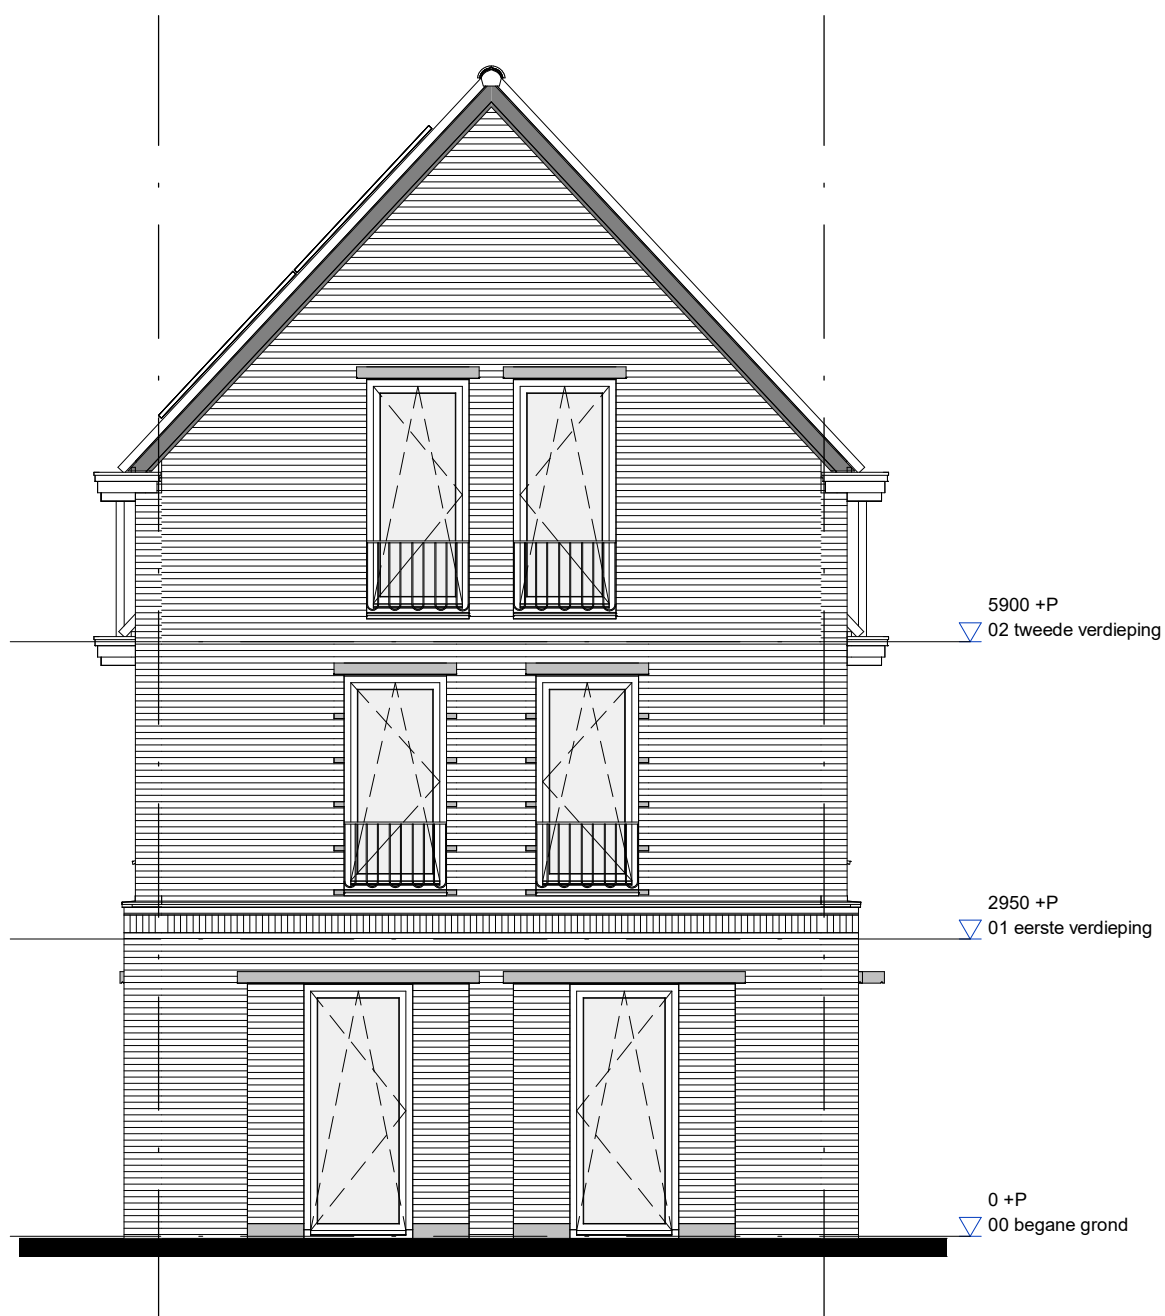 5900 +P
02 tweede verdieping
2950 +P
01 eerste verdieping
0 +P
00 begane grond